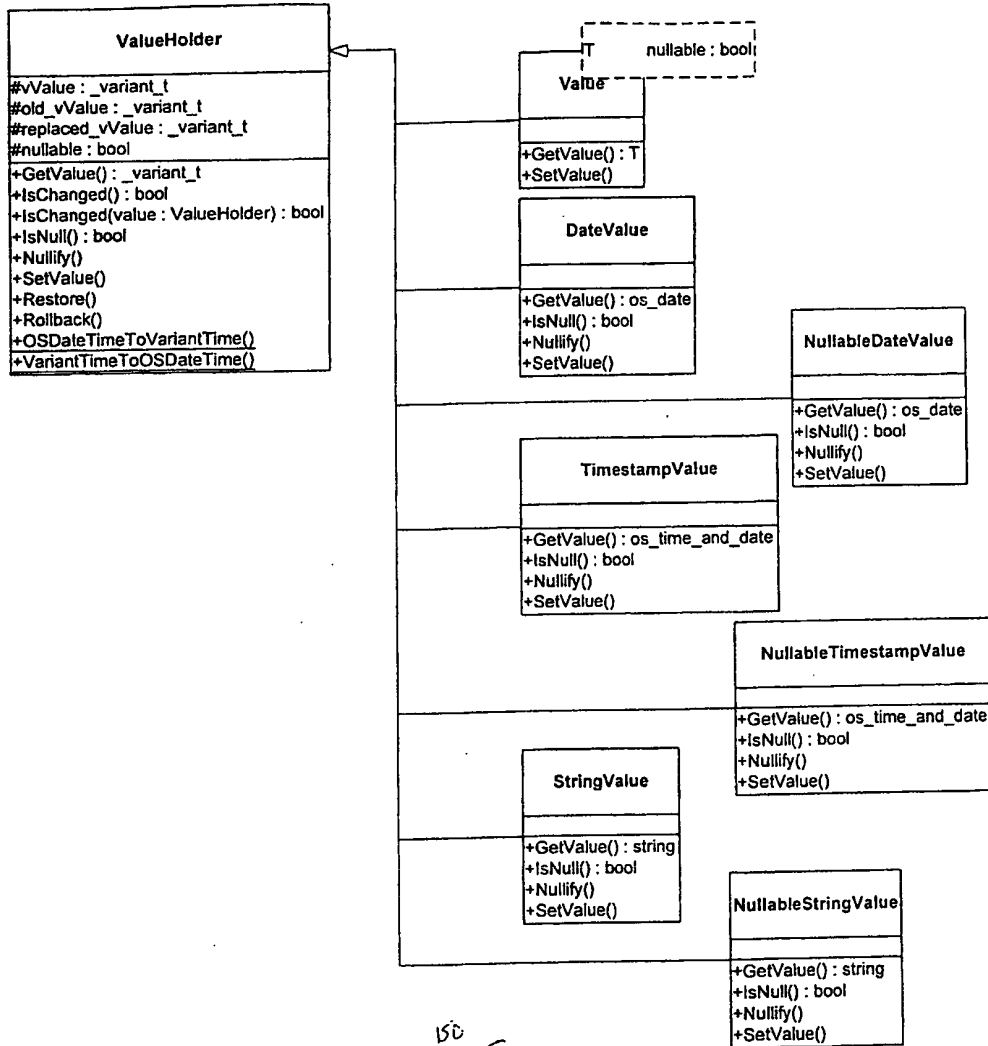 ValueHolder
#vValue : _variant_t
#old_vValue : _variant_t
#replaced_vValue : _variant_t
#nullable : bool
+GetValue() : _variant_t
+IsChanged() : bool
+IsChanged(value : ValueHolder) : bool
+IsNull() : bool
+Nullify()
+SetValue()
+Restore()
+Rollback()
+OSDateTimeToVariantTime()
+VariantTimeToOSDateTime()
T nullable : bool
Value
+GetValue() : T
+SetValue()
DateValue
+GetValue() : os_date
+IsNull() : bool
+Nullify()
+SetValue()
NullableDateValue
+GetValue() : os_date
+IsNull() : bool
+Nullify()
+SetValue()
TimestampValue
+GetValue() : os_time_and_date
+IsNull() : bool
+Nullify()
+SetValue()
NullableTimestampValue
+GetValue() : os_time_and_date
+IsNull() : bool
+Nullify()
+SetValue()
StringValue
+GetValue() : string
+IsNull() : bool
+Nullify()
+SetValue()
NullableStringValue
+GetValue() : string
+IsNull() : bool
+Nullify()
+SetValue()
150